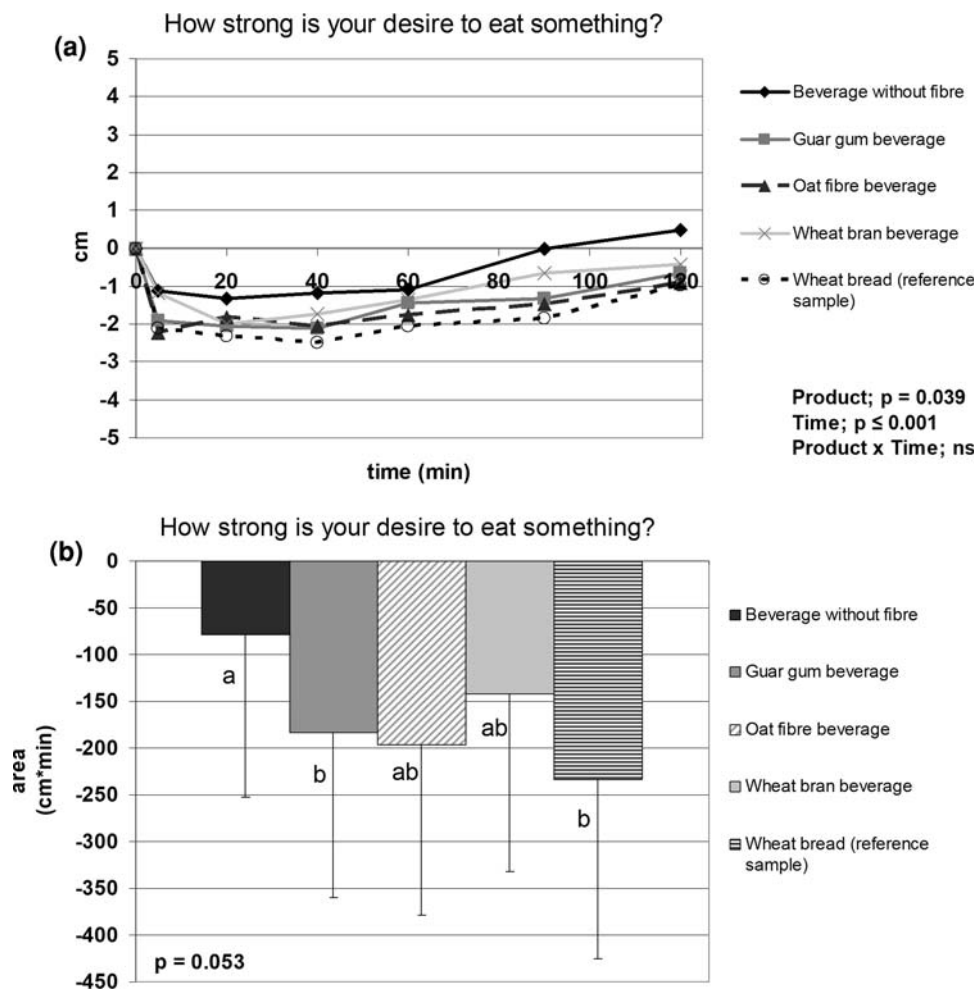 How strong is your desire to eat something?
(a)
5
4
3
2
1
0
-1
-2
-3
-4
-5
cm
0 20 40 60 80 100 120
time (min)
Beverage without fibre
Guar gum beverage
Oat fibre beverage
Wheat bran beverage
Wheat bread (reference
sample)
Product; p = 0.039
Time; p ≤ 0.001
Product x Time; ns
How strong is your desire to eat something?
(b)
0
-50
-100
-150
-200
-250
-300
-350
-400
-450
area
(cm*min)
a
b
ab
ab
b
p = 0.053
Beverage without fibre
Guar gum beverage
Oat fibre beverage
Wheat bran beverage
Wheat bread (reference
sample)